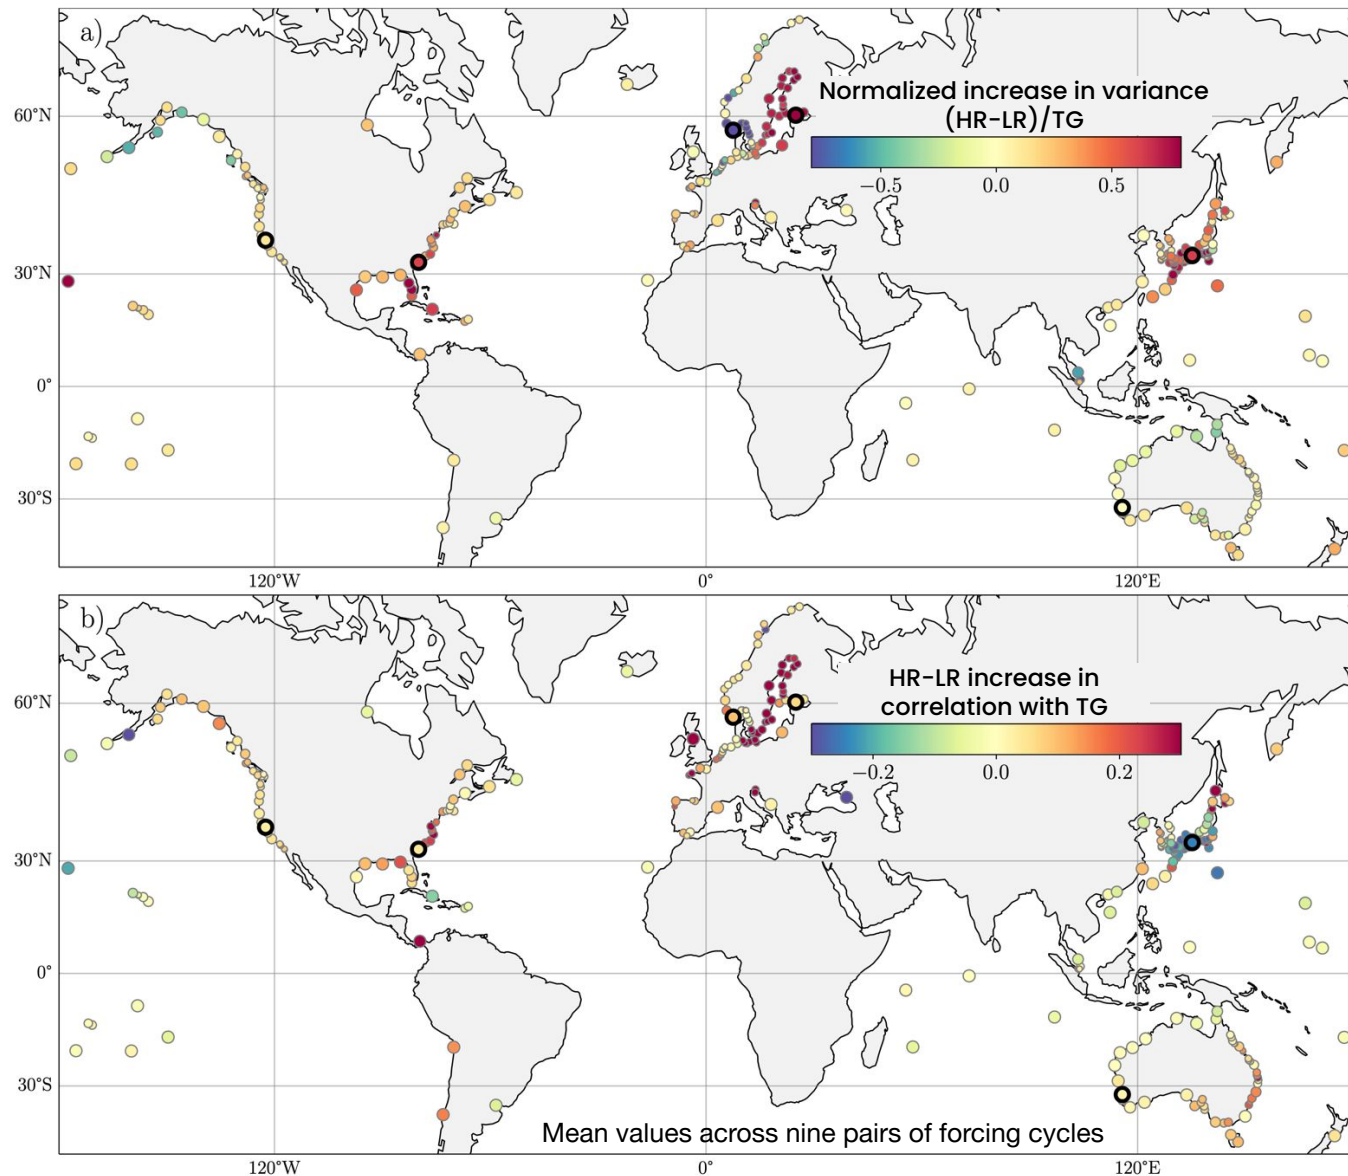 a)
Normalized increase in variance
(HR-LR)/TG
−0.5 0.0 0.5
60°N
30°N
0°
30°S
120°W 0° 120°E
b)
HR-LR increase in
correlation with TG
−0.2 0.0 0.2
60°N
30°N
0°
30°S
Mean values across nine pairs of forcing cycles
120°W 0° 120°E